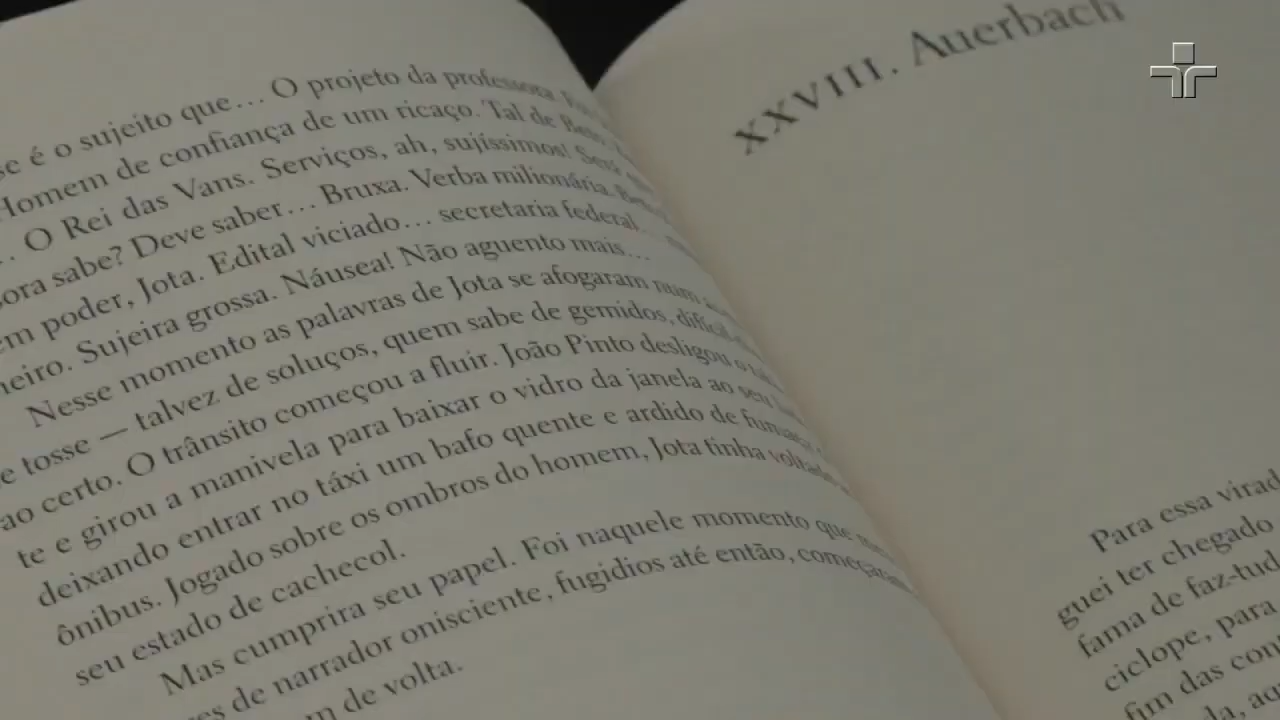 é o sujeito que... O projeto da professora.
Homem de confiança de um ricaço. Tal de
... O Rei das Vans. Serviços, ah, sujíssimos! Será
sabe? Deve saber... Bruxa. Verba milionária.
em poder, Jota. Edital viciado... secretaria federal...
Sujeira grossa. Náusea! Não aguento mais...
Nesse momento as palavras de Jota se afogaram num
e tosse — talvez de soluços, quem sabe de gemidos, difícil
ao certo. O trânsito começou a fluir. João Pinto desligou o
te e girou a manivela para baixar o vidro da janela ao seu
deixando entrar no táxi um bafo quente e ardido de fumaça
ônibus. Jogado sobre os ombros do homem, Jota tinha voltado
seu estado de cachecol.
Mas cumprira seu papel. Foi naquele momento que
de narrador onisciente, fugidios até então, começaram
de volta.
XXVIII. Auerbach
Para essa virad
guei ter chegado
fama de faz-tud
ciclope, para
fim das con